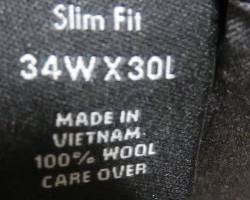 Slim Fit
34W X 30L
MADE IN
VIETNAM
100% WOOL
CARE OVER